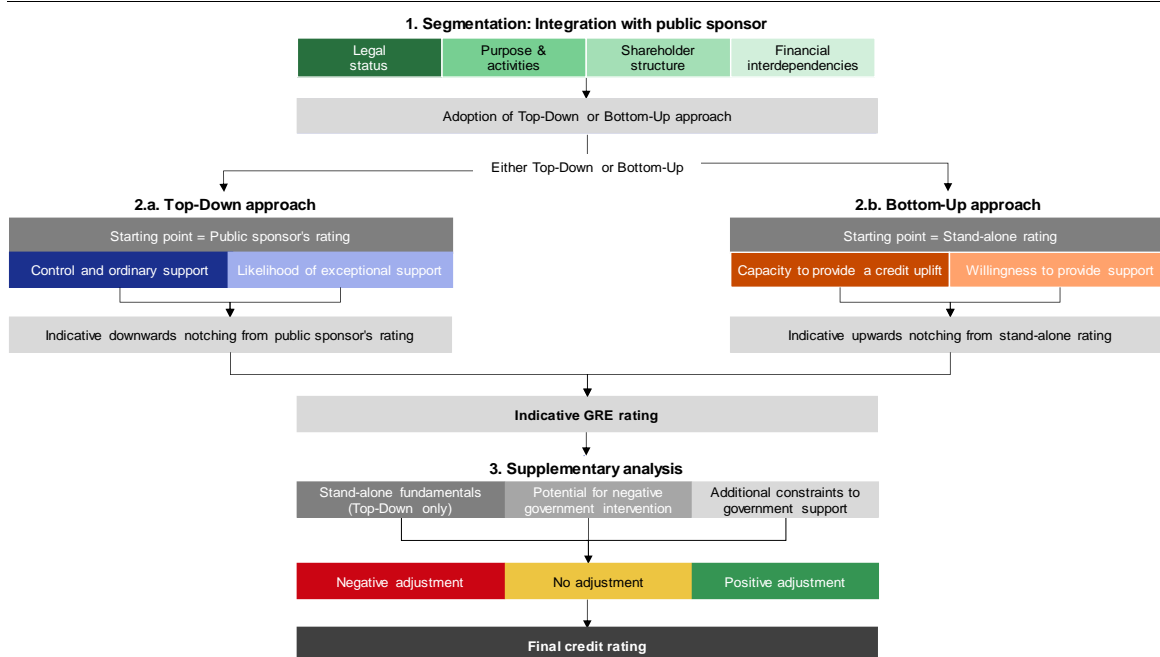 1. Segmentation: Integration with public sponsor
Legal
status
Purpose &
activities
Shareholder
structure
Financial
interdependencies
Adoption of Top-Down or Bottom-Up approach
Either Top-Down or Bottom-Up
2.a. Top-Down approach
Starting point = Public sponsor's rating
Control and ordinary support
Likelihood of exceptional support
Indicative downwards notching from public sponsor's rating
2.b. Bottom-Up approach
Starting point = Stand-alone rating
Capacity to provide a credit uplift
Willingness to provide support
Indicative upwards notching from stand-alone rating
Indicative GRE rating
3. Supplementary analysis
Stand-alone fundamentals
(Top-Down only)
Potential for negative
government intervention
Additional constraints to
government support
Negative adjustment
No adjustment
Positive adjustment
Final credit rating